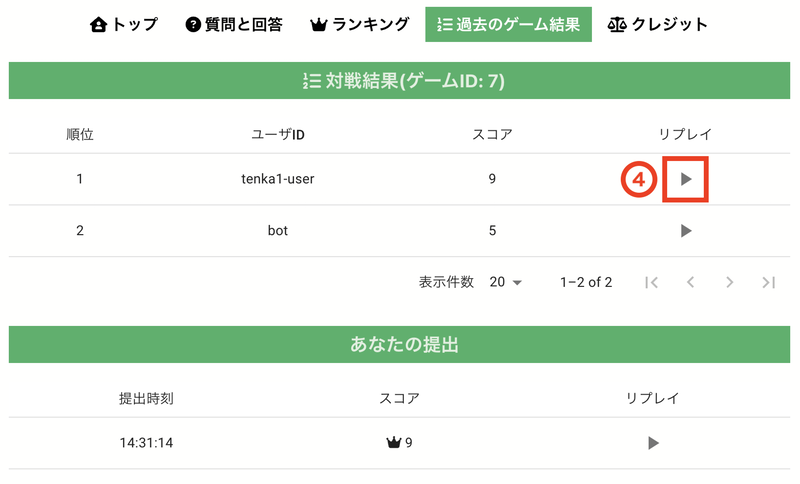 トップ 質問と回答 ランキング 過去のゲーム結果 クレジット
対戦結果(ゲームID: 7)
順位 ユーザID スコア リプレイ
1 tenka1-user 9 4
2 bot 5
表示件数 20 1–2 of 2
あなたの提出
提出時刻 スコア リプレイ
14:31:14 9